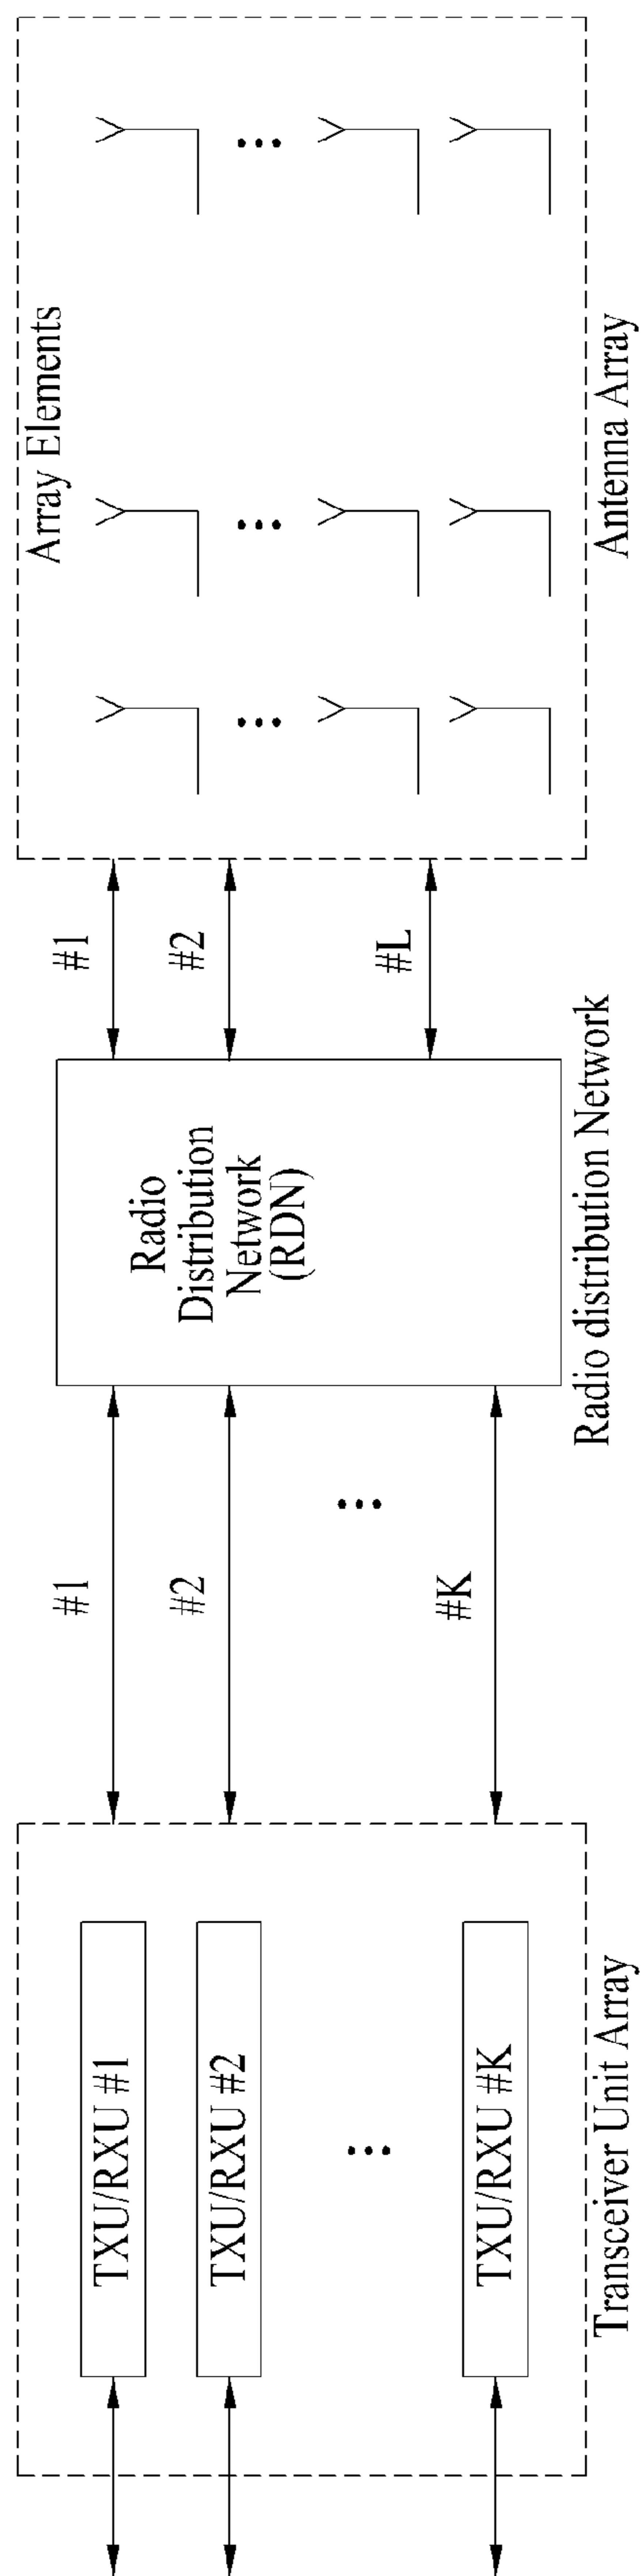 TXU/RXU #1
TXU/RXU #2
TXU/RXU #K
Transceiver Unit Array
#1
#2
#K
Radio
Distribution
Network
(RDN)
Radio distribution Network
#1
#2
#L
Array Elements
Antenna Array